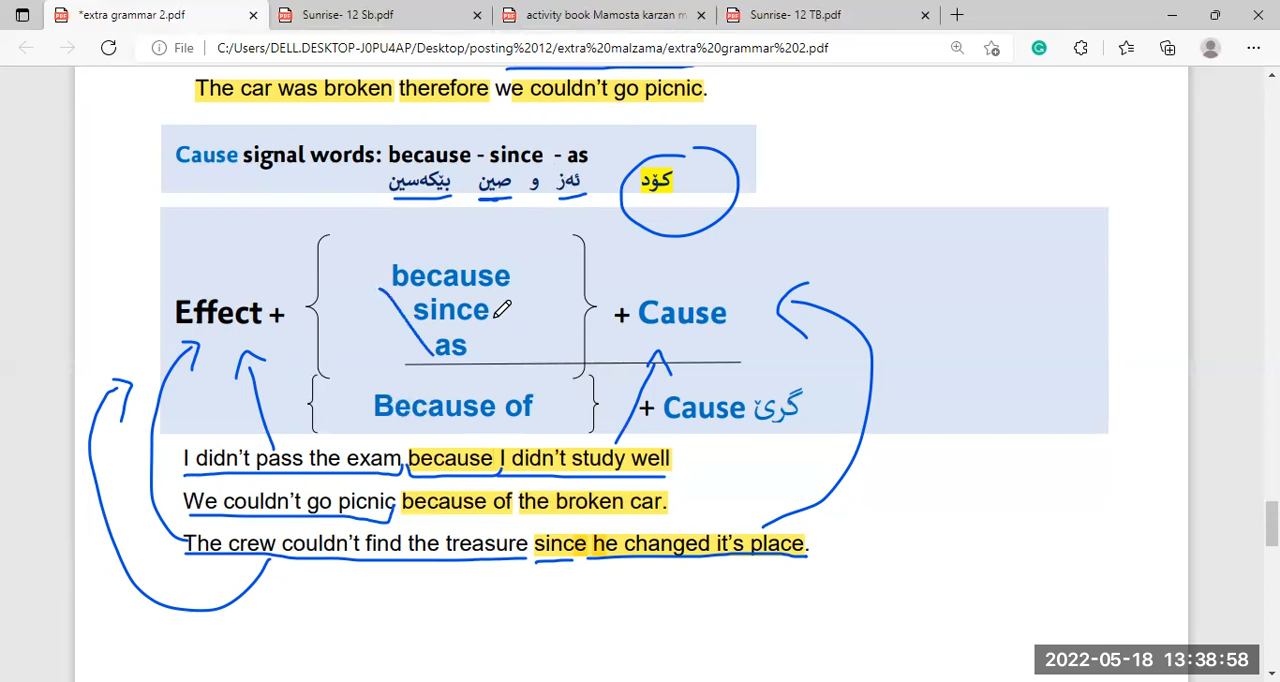 *extra grammar 2.pdf
Sunrise- 12 Sb.pdf
activity book Mamosta karzan m
Sunrise- 12 TB.pdf
File
C:/Users/DELL.DESKTOP-J0PU4AP/Desktop/posting%2012/extra%20malzama/extra%20grammar%202.pdf
The car was broken therefore we couldn't go picnic.
Cause signal words: because - since - as
ئەز و صین بێکەسین
کۆد
because
since
Effect +
+ Cause
as
Because of
+ Cause گرێ
I didn't pass the exam because I didn't study well
We couldn't go picnic because of the broken car.
The crew couldn't find the treasure since he changed it's place.
2022-05-18 13:38:58